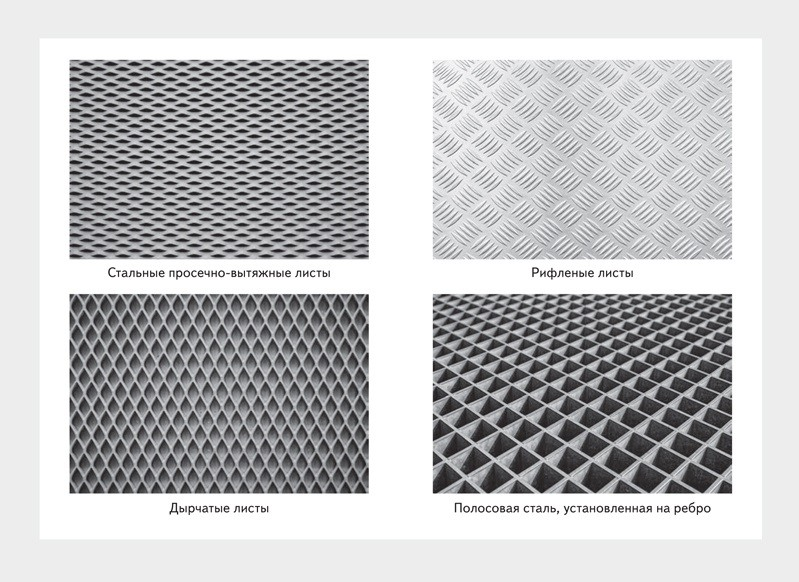 Стальные просечно-вытяжные листы
Рифленые листы
Дырчатые листы
Полосовая сталь, установленная на ребро